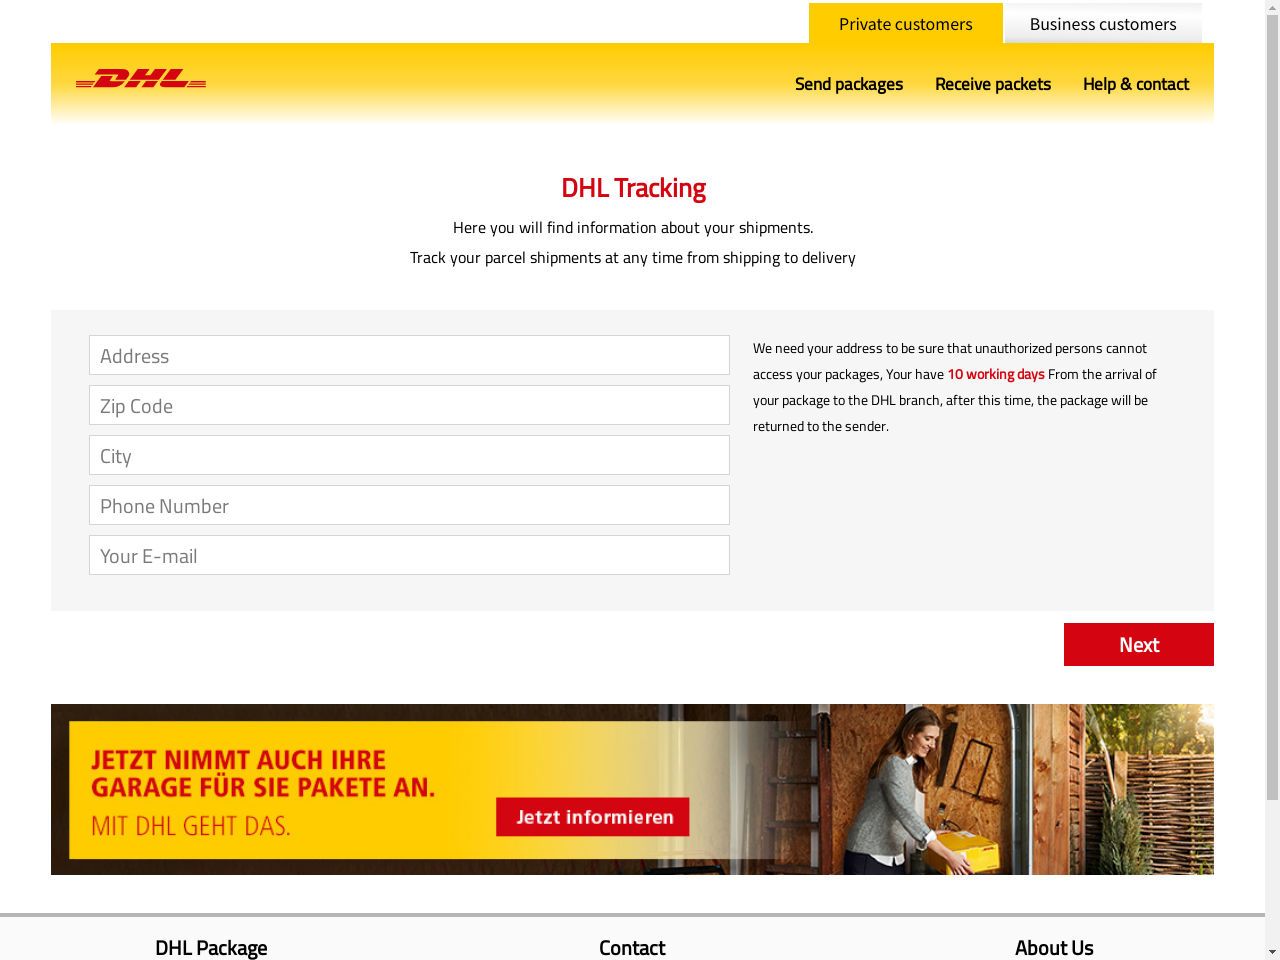 Private customers
Business customers
DHL
Send packages
Receive packets
Help & contact
DHL Tracking
Here you will find information about your shipments.
Track your parcel shipments at any time from shipping to delivery
Address
Zip Code
City
Phone Number
Your E-mail
We need your address to be sure that unauthorized persons cannot
access your packages, Your have 10 working days From the arrival of
your package to the DHL branch, after this time, the package will be
returned to the sender.
Next
JETZT NIMMT AUCH IHRE
GARAGE FÜR SIE PAKETE AN.
MIT DHL GEHT DAS.
Jetzt informieren
DHL Package
Contact
About Us